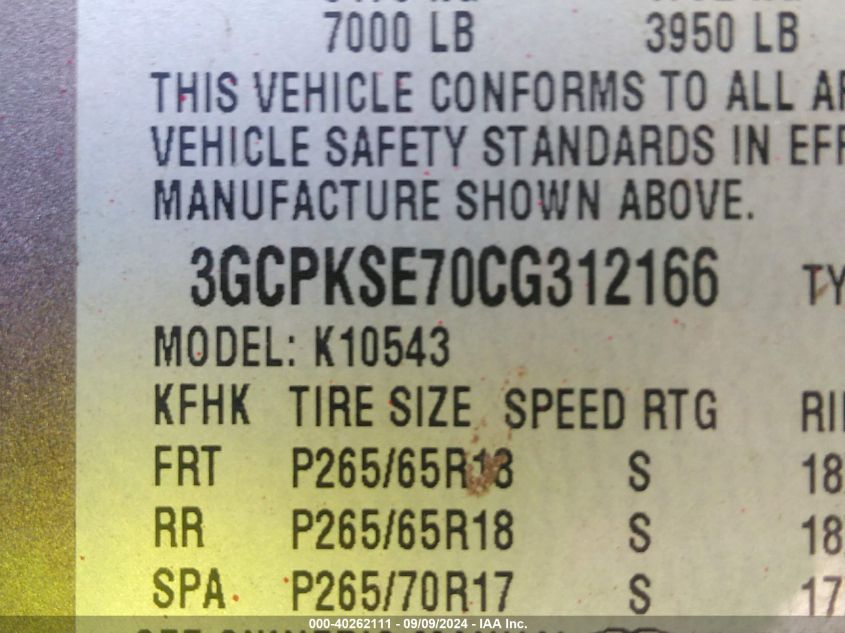 7000 LB 3950 LB
THIS VEHICLE CONFORMS TO ALL
VEHICLE SAFETY STANDARDS IN
MANUFACTURE SHOWN ABOVE.
3GCPKSE70CG312166
MODEL: K10543
KFHK TIRE SIZE SPEED RTG
FRT P265/65R18 S 18
RR P265/65R18 S 18
SPA P265/70R17 S 17
000-40262111 - 09/09/2024 - IAA Inc.